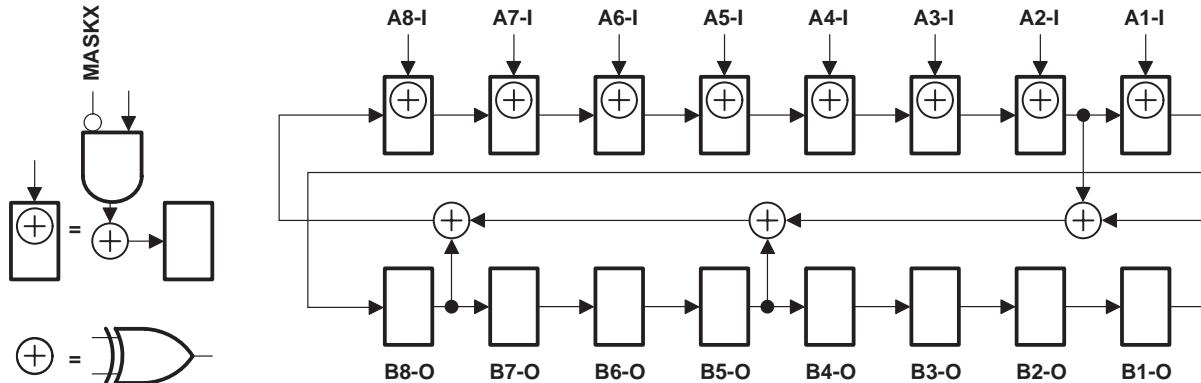 MASKX
=
=
A8-I A7-I A6-I A5-I A4-I A3-I A2-I A1-I
B8-O B7-O B6-O B5-O B4-O B3-O B2-O B1-O